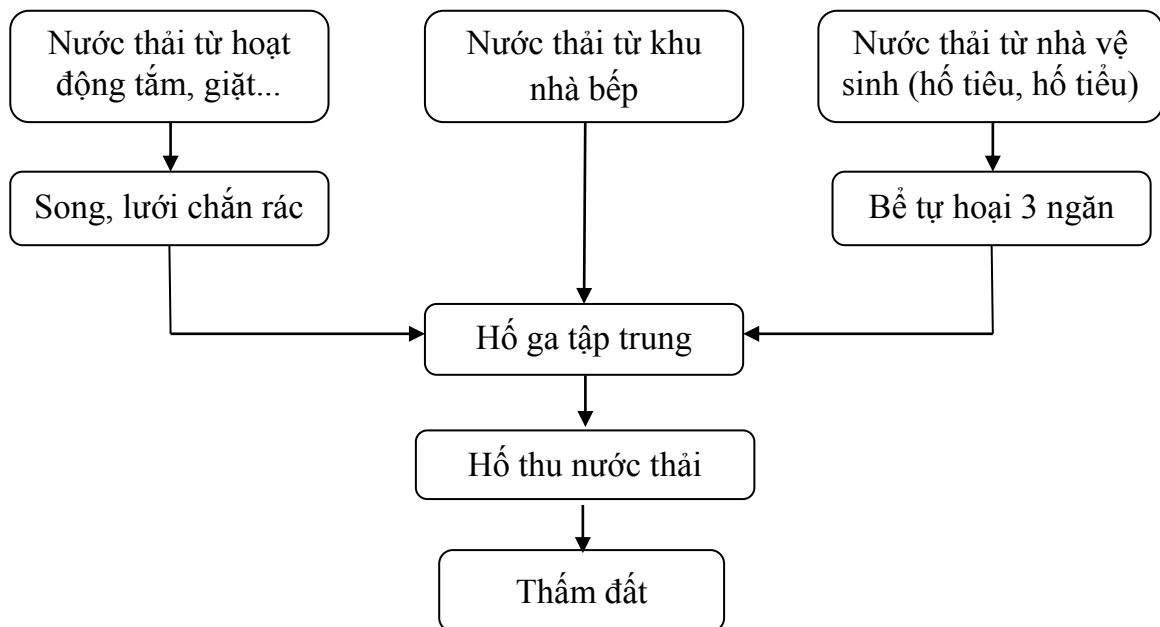 Nước thải từ hoạt
động tắm, giặt...
Nước thải từ khu
nhà bếp
Nước thải từ nhà vệ
sinh (hố tiêu, hố tiểu)
Song, lưới chắn rác
Bể tự hoại 3 ngăn
Hố ga tập trung
Hố thu nước thải
Thấm đất